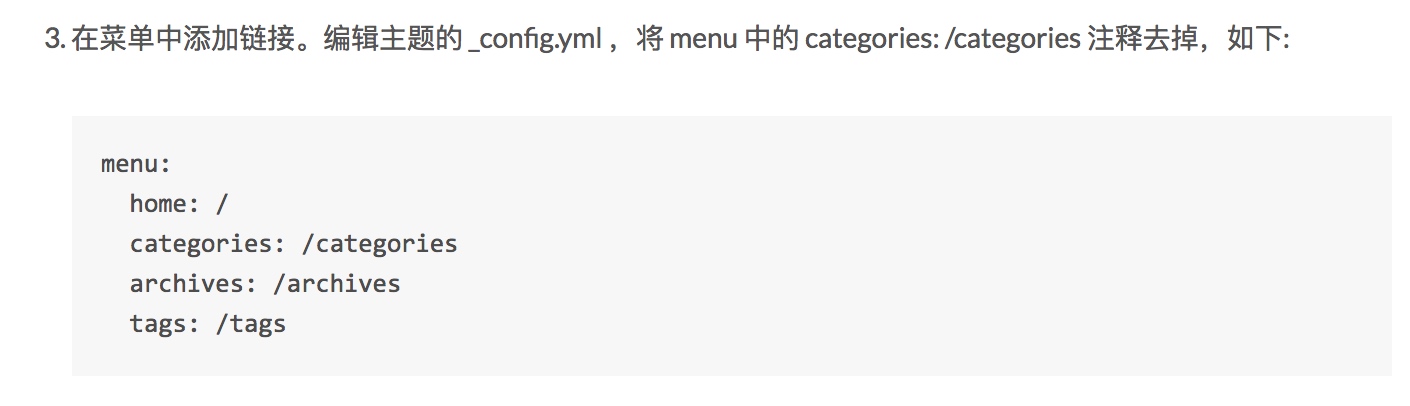 3. 在菜单中添加链接。编辑主题的 _config.yml ，将 menu 中的 categories: /categories 注释去掉，如下:
menu:
  home: /
  categories: /categories
  archives: /archives
  tags: /tags